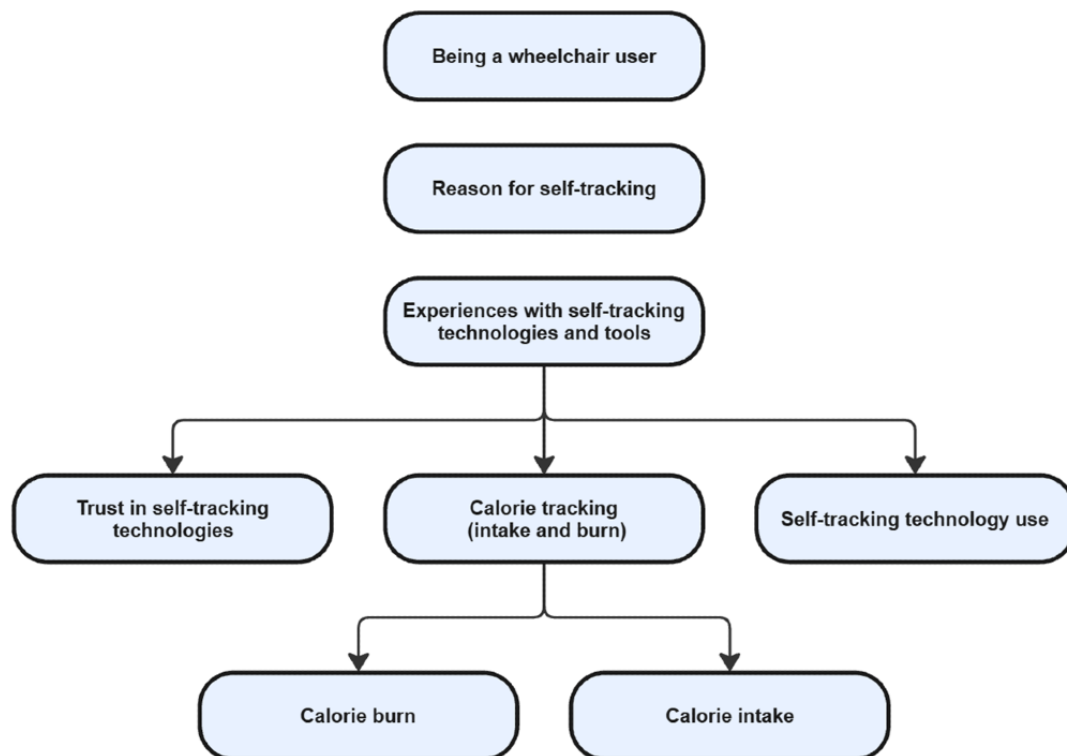 Being a wheelchair user
Reason for self-tracking
Experiences with self-tracking
technologies and tools
Trust in self-tracking
technologies
Calorie tracking
(intake and burn)
Self-tracking technology use
Calorie burn
Calorie intake